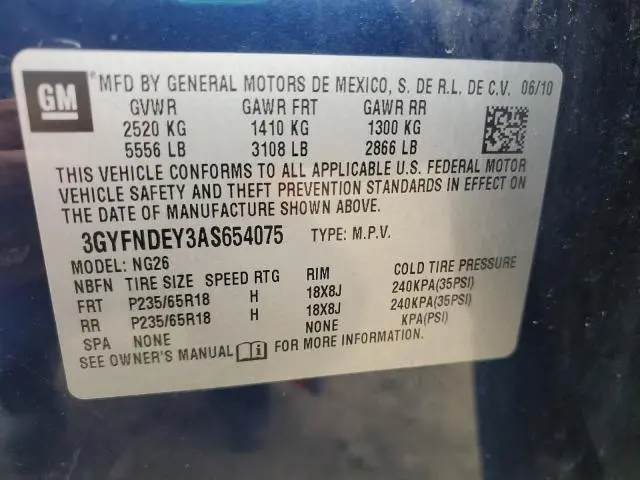 GM ® MFD BY GENERAL MOTORS DE MEXICO, S. DE R.L. DE C.V. 06/10
GVWR GAWR FRT GAWR RR
2520 KG 1410 KG 1300 KG
5556 LB 3108 LB 2866 LB
THIS VEHICLE CONFORMS TO ALL APPLICABLE U.S. FEDERAL MOTOR
VEHICLE SAFETY AND THEFT PREVENTION STANDARDS IN EFFECT ON
THE DATE OF MANUFACTURE SHOWN ABOVE.
3GYFNDEY3AS654075 TYPE: M.P.V.
MODEL: NG26
NBFN TIRE SIZE SPEED RTG RIM COLD TIRE PRESSURE
FRT P235/65R18 H 18X8J 240KPA(35PSI)
RR P235/65R18 H 18X8J 240KPA(35PSI)
SPA NONE NONE KPA(PSI)
SEE OWNER'S MANUAL FOR MORE INFORMATION.